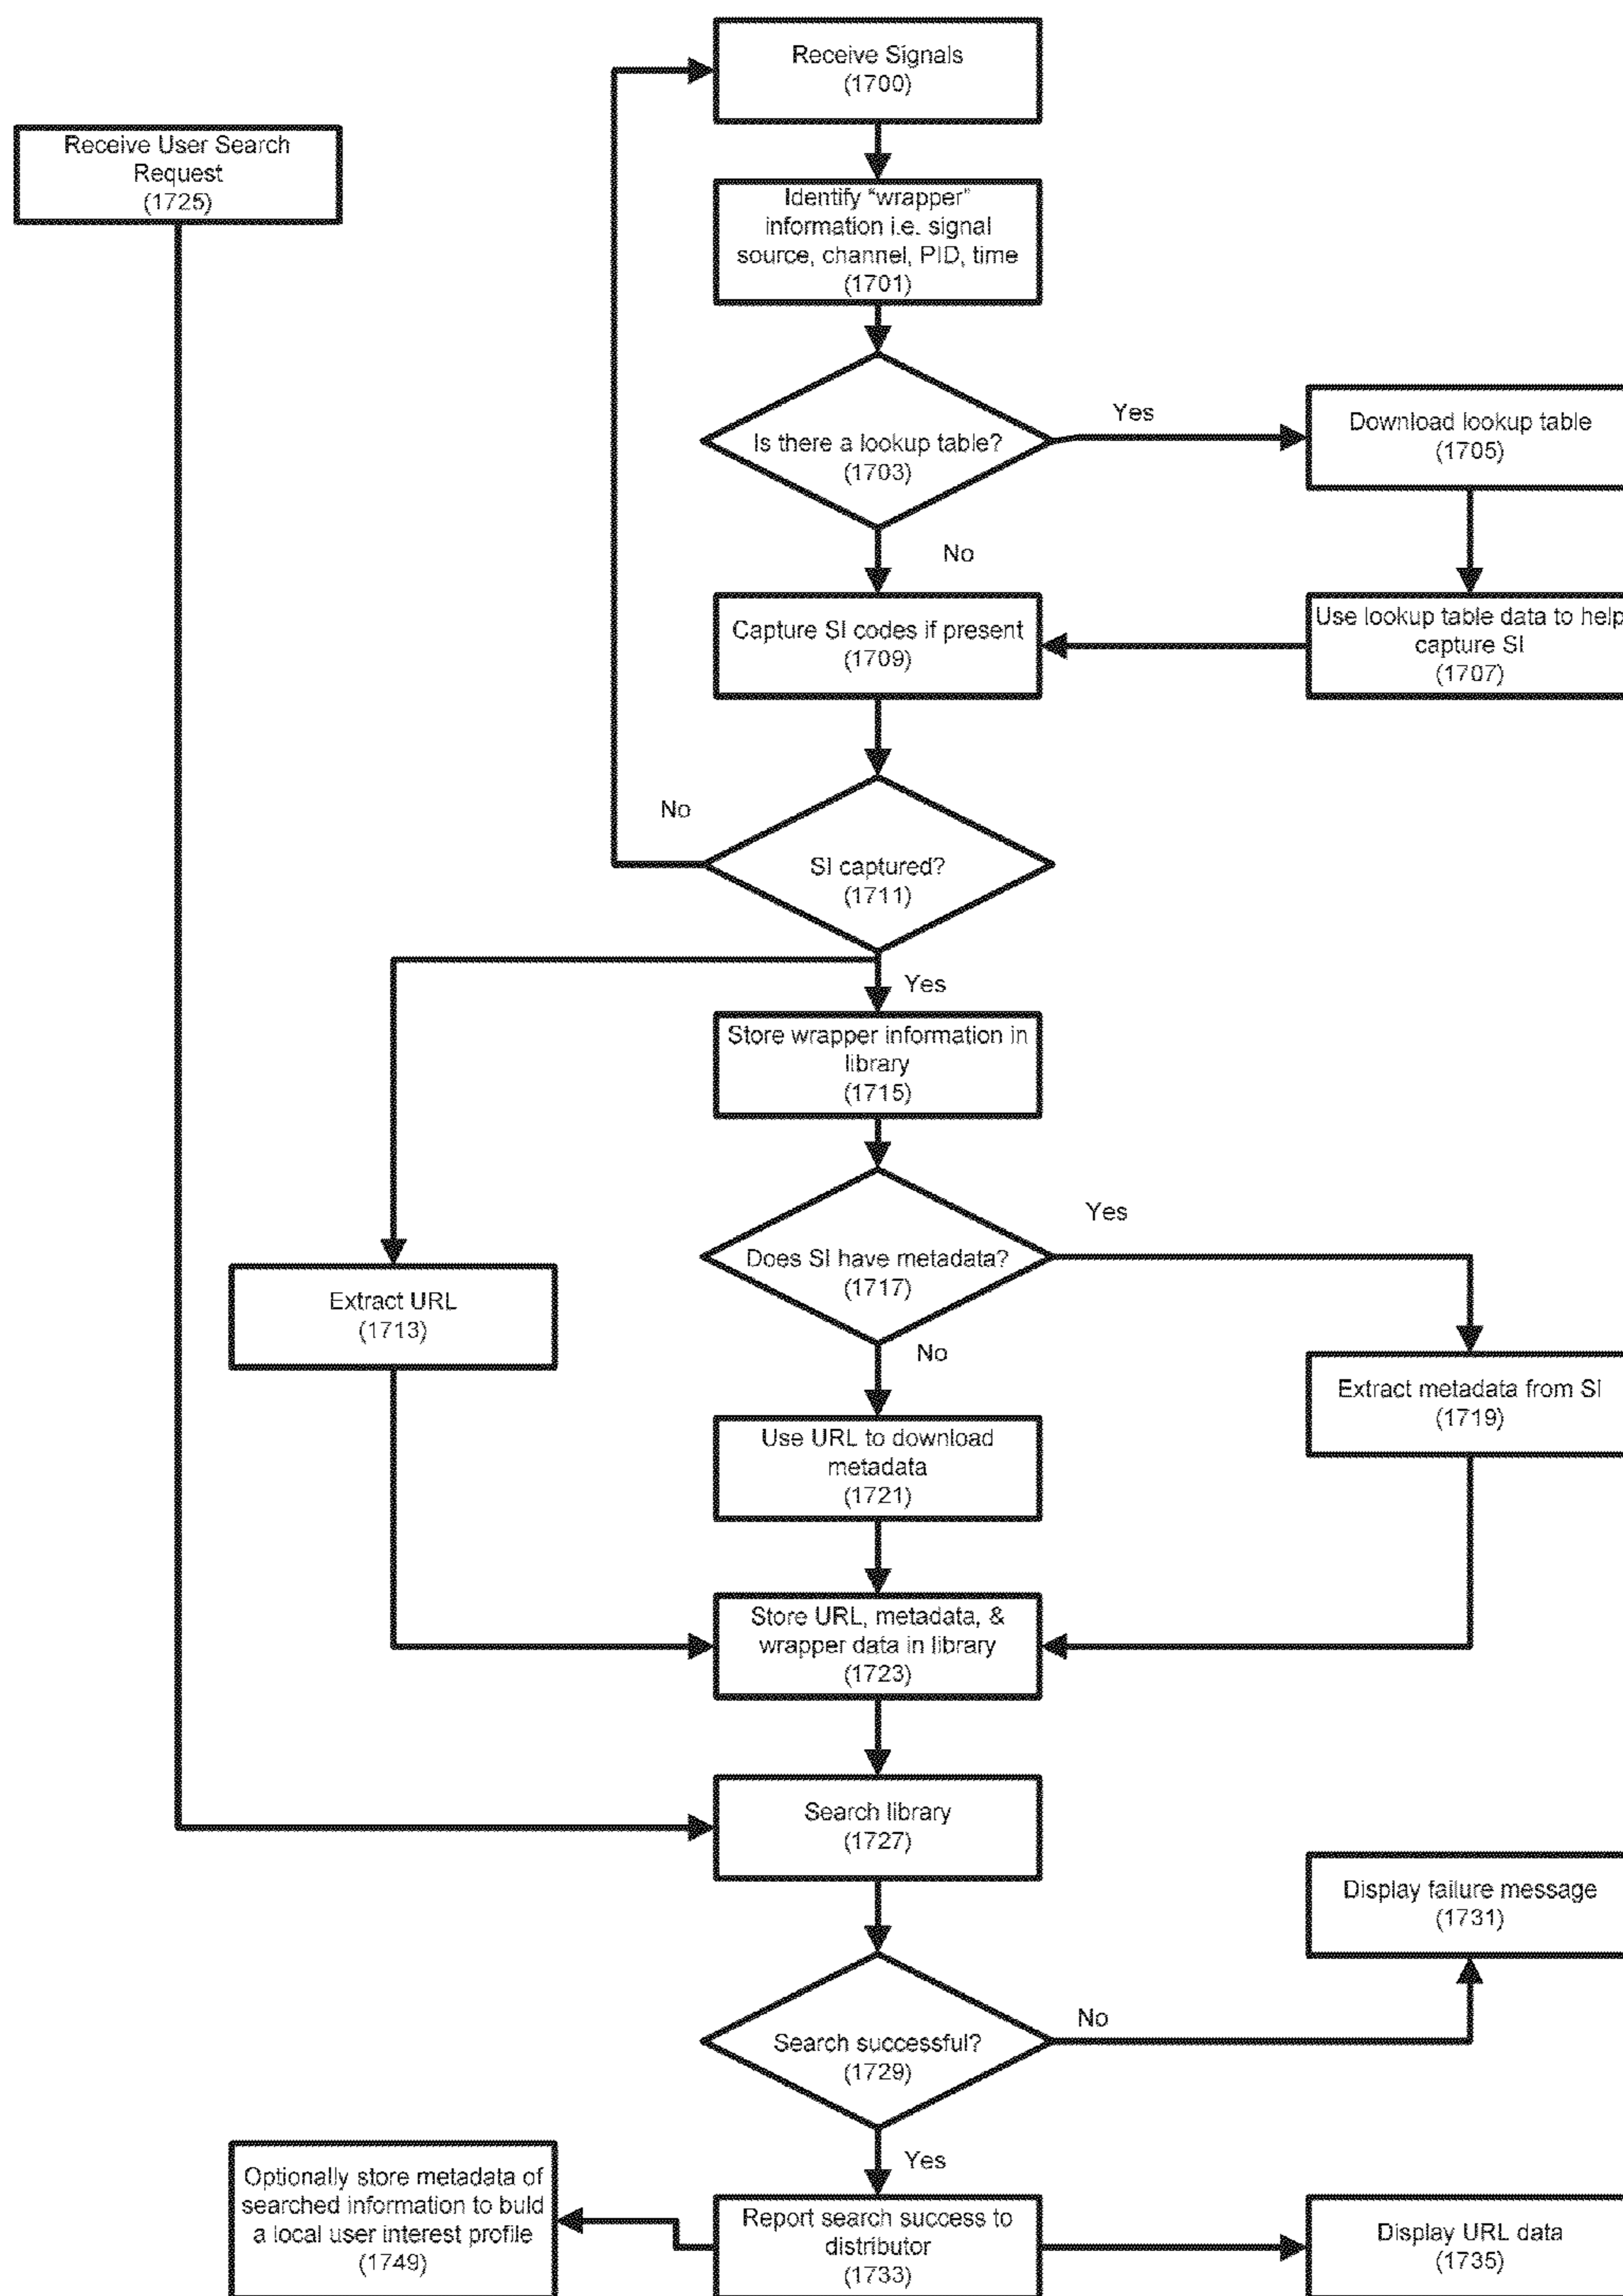 Receive Signals
(1700)
Receive User Search
Request
(1725)
Identify “wrapper”
information i.e. signal
source, channel, PID, time
(1701)
Is there a lookup table?
(1703)
Yes
Download lookup table
(1705)
No
Capture SI codes if present
(1709)
Use lookup table data to help
capture SI
(1707)
No
SI captured?
(1711)
Yes
Store wrapper information in
library
(1715)
Does SI have metadata?
(1717)
Yes
Extract URL
(1713)
No
Extract metadata from SI
(1719)
Use URL to download
metadata
(1721)
Store URL, metadata, &
wrapper data in library
(1723)
Search library
(1727)
Display failure message
(1731)
Search successful?
(1729)
No
Yes
Optionally store metadata of
searched information to buld
a local user interest profile
(1749)
Report search success to
distributor
(1733)
Display URL data
(1735)